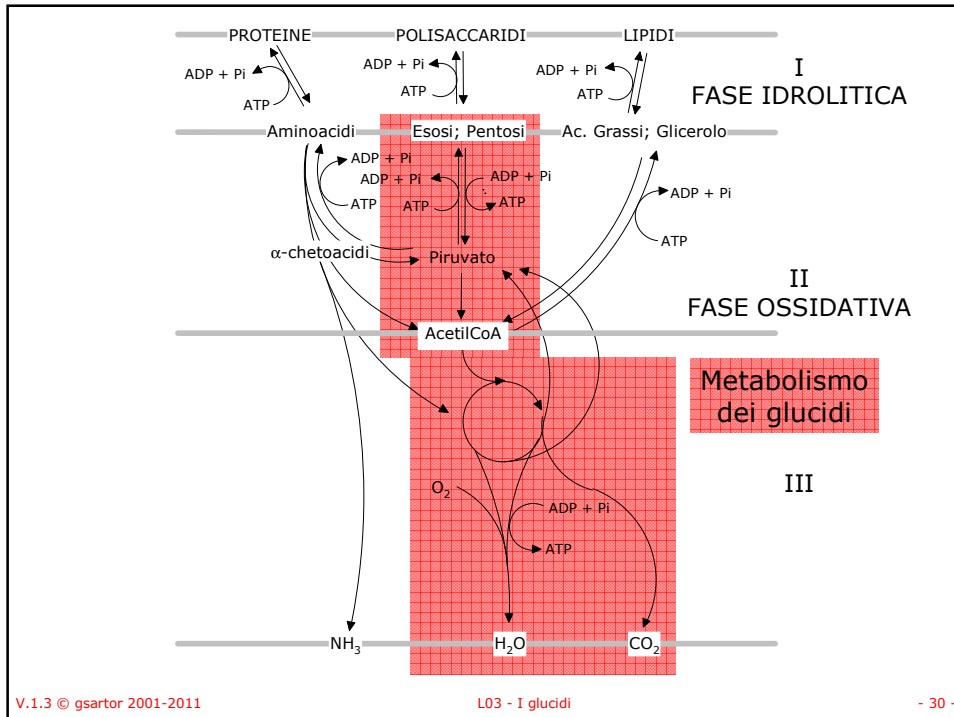 PROTEINE POLISACCARIDI LIPIDI
ADP + Pi ADP + Pi ADP + Pi
ATP ATP ATP
I
FASE IDROLITICA
Aminoacidi Esosi; Pentosi Ac. Grassi; Glicerolo
ADP + Pi
ADP + Pi ADP + Pi ADP + Pi
ATP ATP ATP
ATP
α-chetoacidi Piruvato
II
FASE OSSIDATIVA
AcetilCoA
Metabolismo
dei glucidi
III
O₂
ADP + Pi
ATP
NH₃ H₂O CO₂
V.1.3 © gsartor 2001-2011 L03 - I glucidi - 30 -